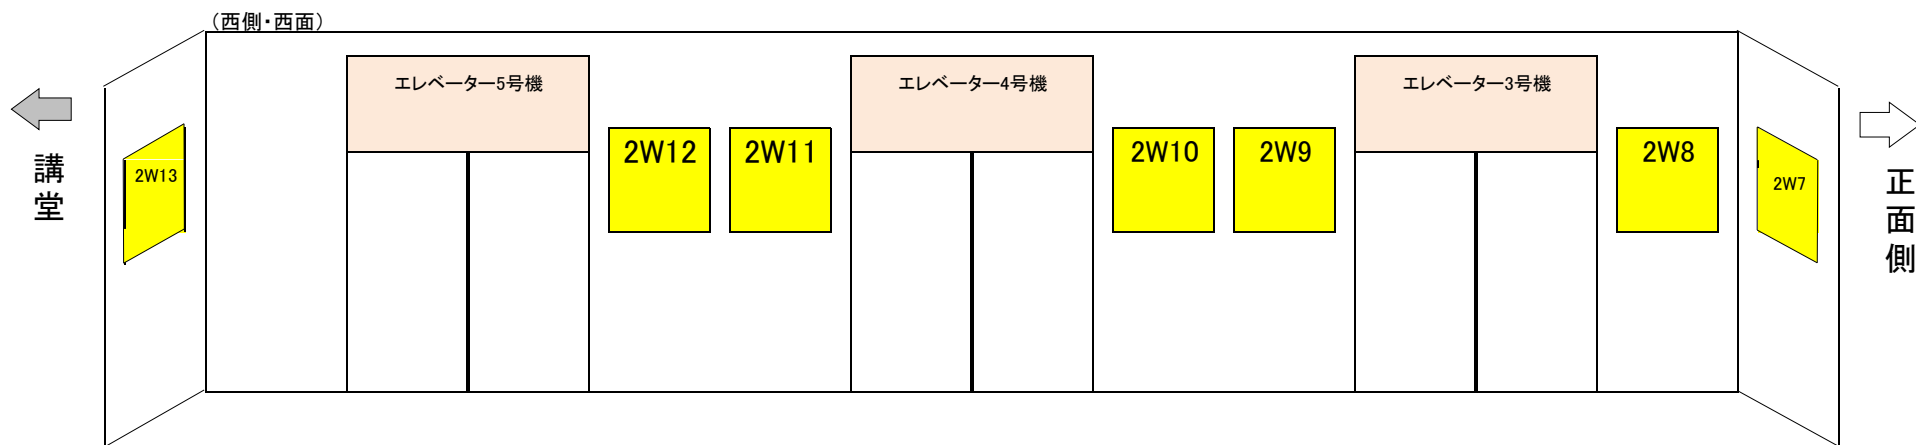 （西側・西面）
エレベーター5号機
エレベーター4号機
エレベーター3号機
2W12
2W11
2W10
2W9
2W8
2W13
2W7
講堂
正面側